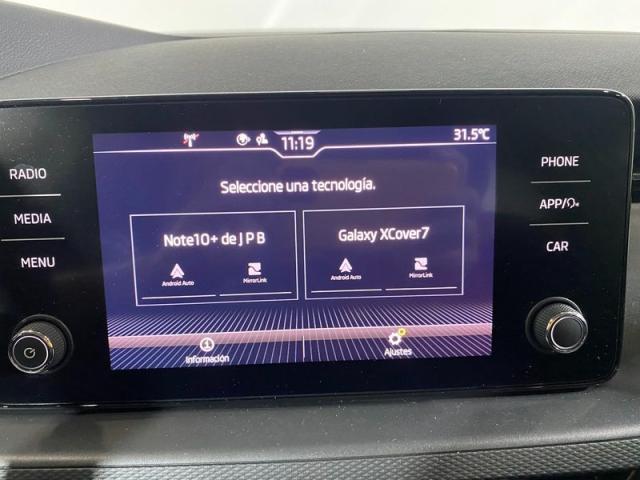 11:19
31.5°C
Seleccione una tecnología.
Note10+ de J P B
Android Auto
MirrorLink
Galaxy XCover7
Android Auto
MirrorLink
Información
Ajustes
RADIO
MEDIA
MENU
PHONE
APP/
CAR